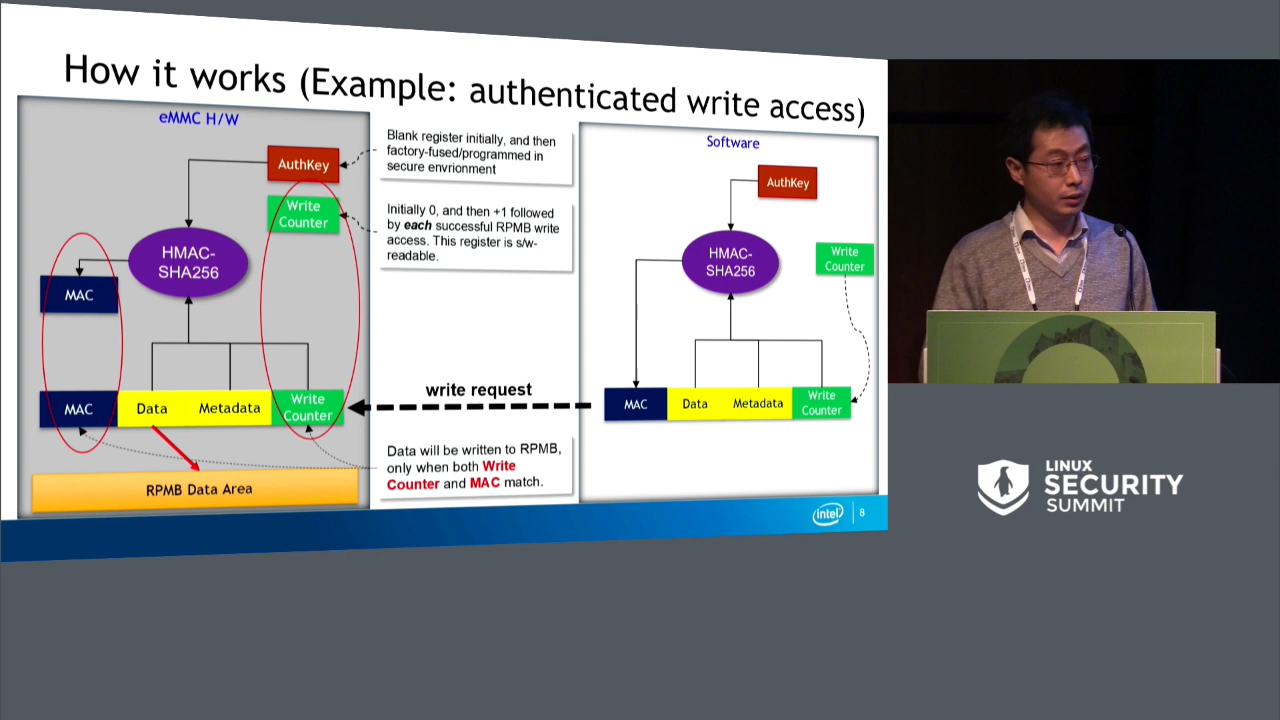 How it works (Example: authenticated write access)
eMMC H/W
AuthKey
Write
Counter
HMAC-
SHA256
MAC
MAC
Data
Metadata
Write
Counter
RPMB Data Area
Blank register initially, and then
factory-fused/programmed in
secure envrionment
Initially 0, and then +1 followed
by each successful RPMB write
access. This register is s/w-
readable.
write request
Data will be written to RPMB,
only when both Write
Counter and MAC match.
Software
AuthKey
HMAC-
SHA256
Write
Counter
MAC
Data
Metadata
Write
Counter
intel
8
LINUX
SECURITY
SUMMIT